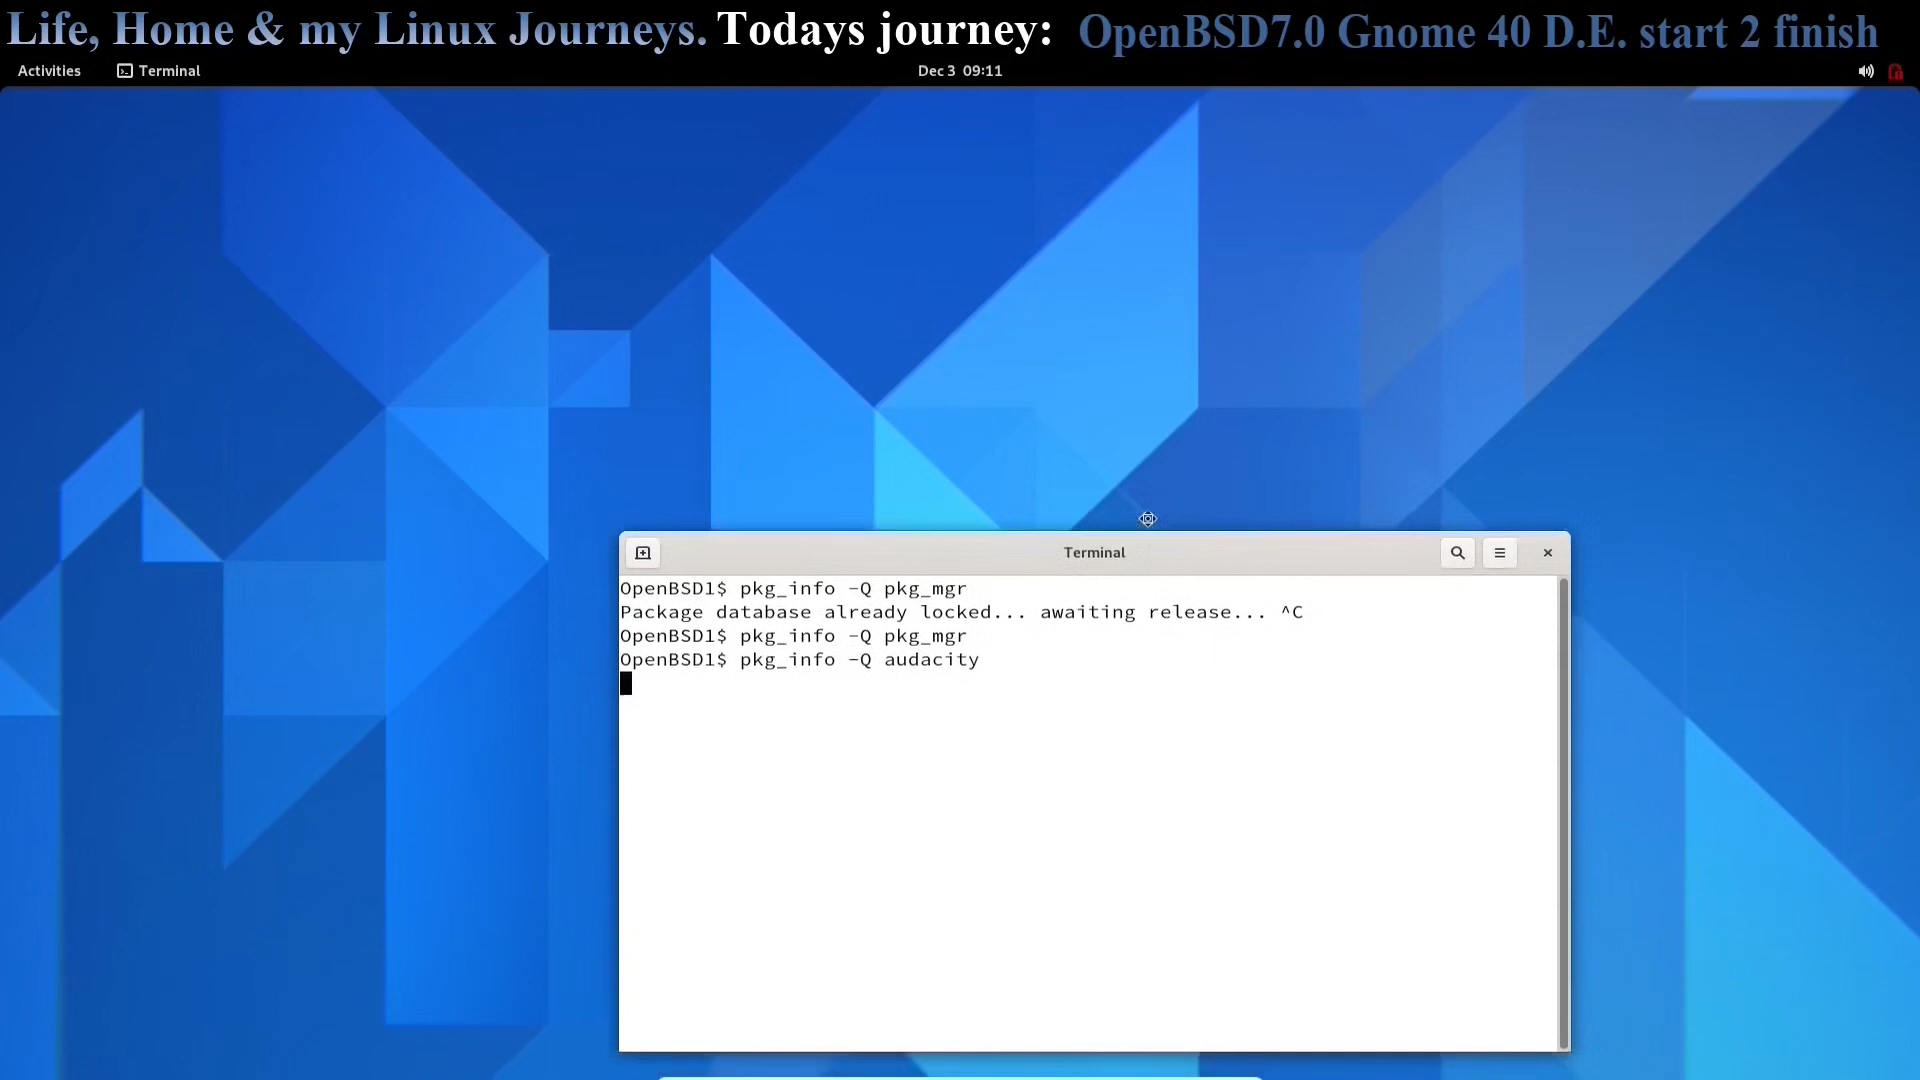 Life, Home & my Linux Journeys. Todays journey: OpenBSD7.0 Gnome 40 D.E. start 2 finish
Activities Terminal Dec 3 09:11
Terminal
OpenBSD1$ pkg_info -Q pkg_mgr
Package database already locked... awaiting release... ^C
OpenBSD1$ pkg_info -Q pkg_mgr
OpenBSD1$ pkg_info -Q audacity